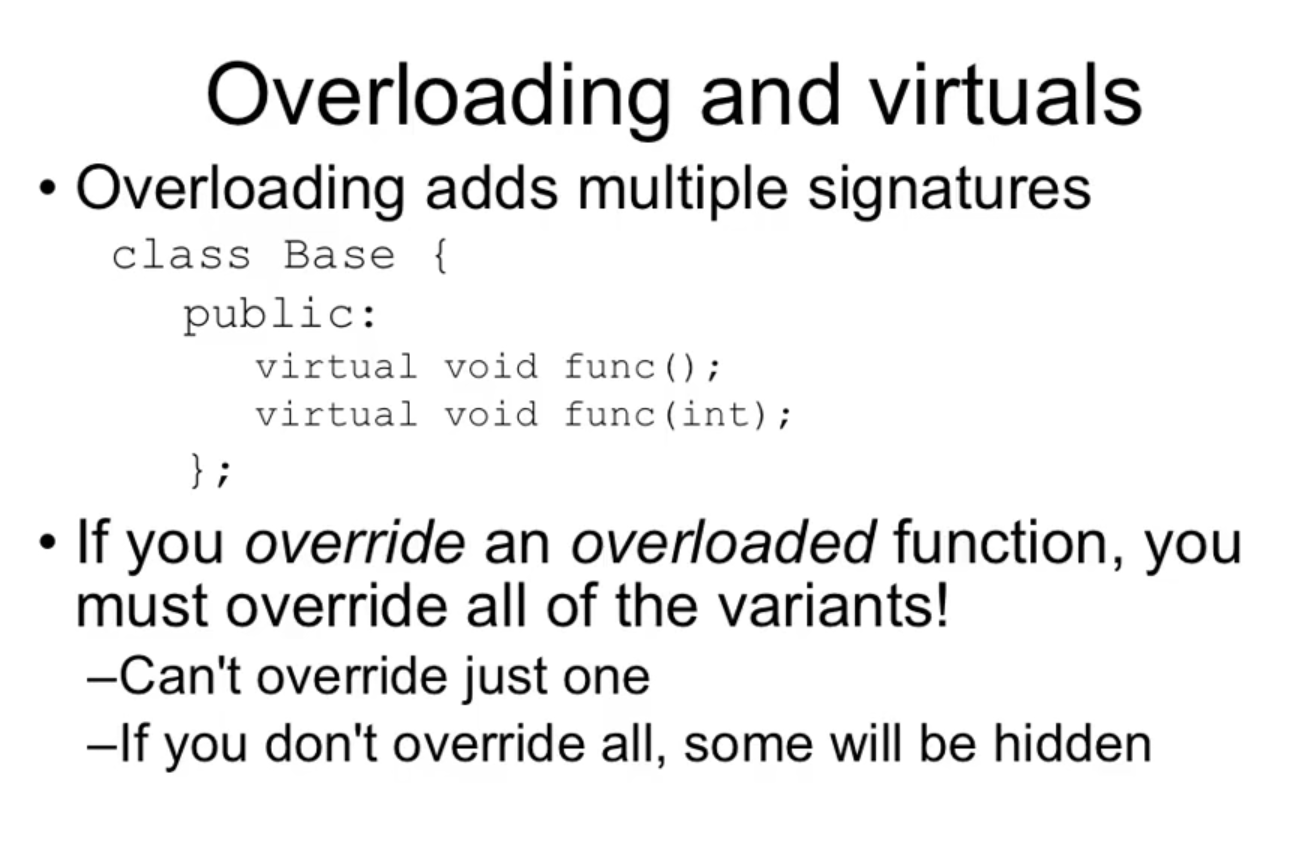 Overloading and virtuals
• Overloading adds multiple signatures
class Base {
public:
virtual void func();
virtual void func(int);
};
• If you override an overloaded function, you
must override all of the variants!
–Can't override just one
–If you don't override all, some will be hidden